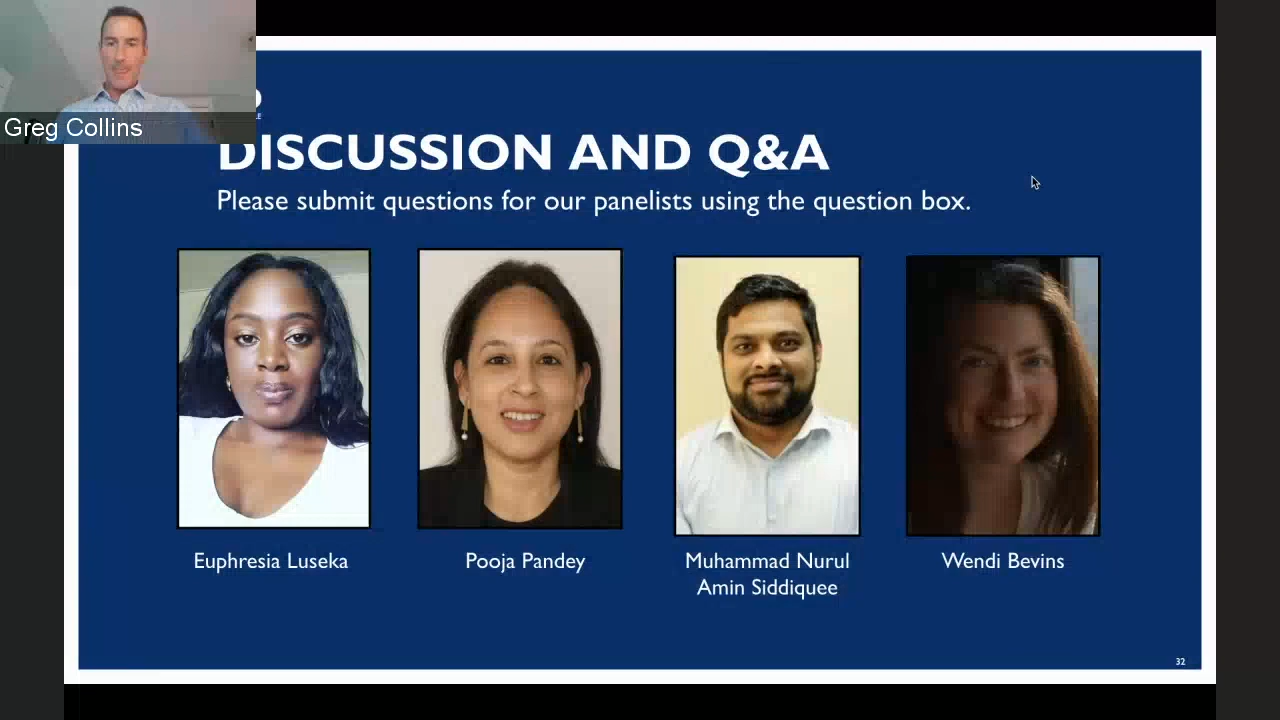 Greg Collins
DISCUSSION AND Q&A
Please submit questions for our panelists using the question box.
Euphresia Luseka
Pooja Pandey
Muhammad Nurul
Amin Siddiquee
Wendi Bevins
32